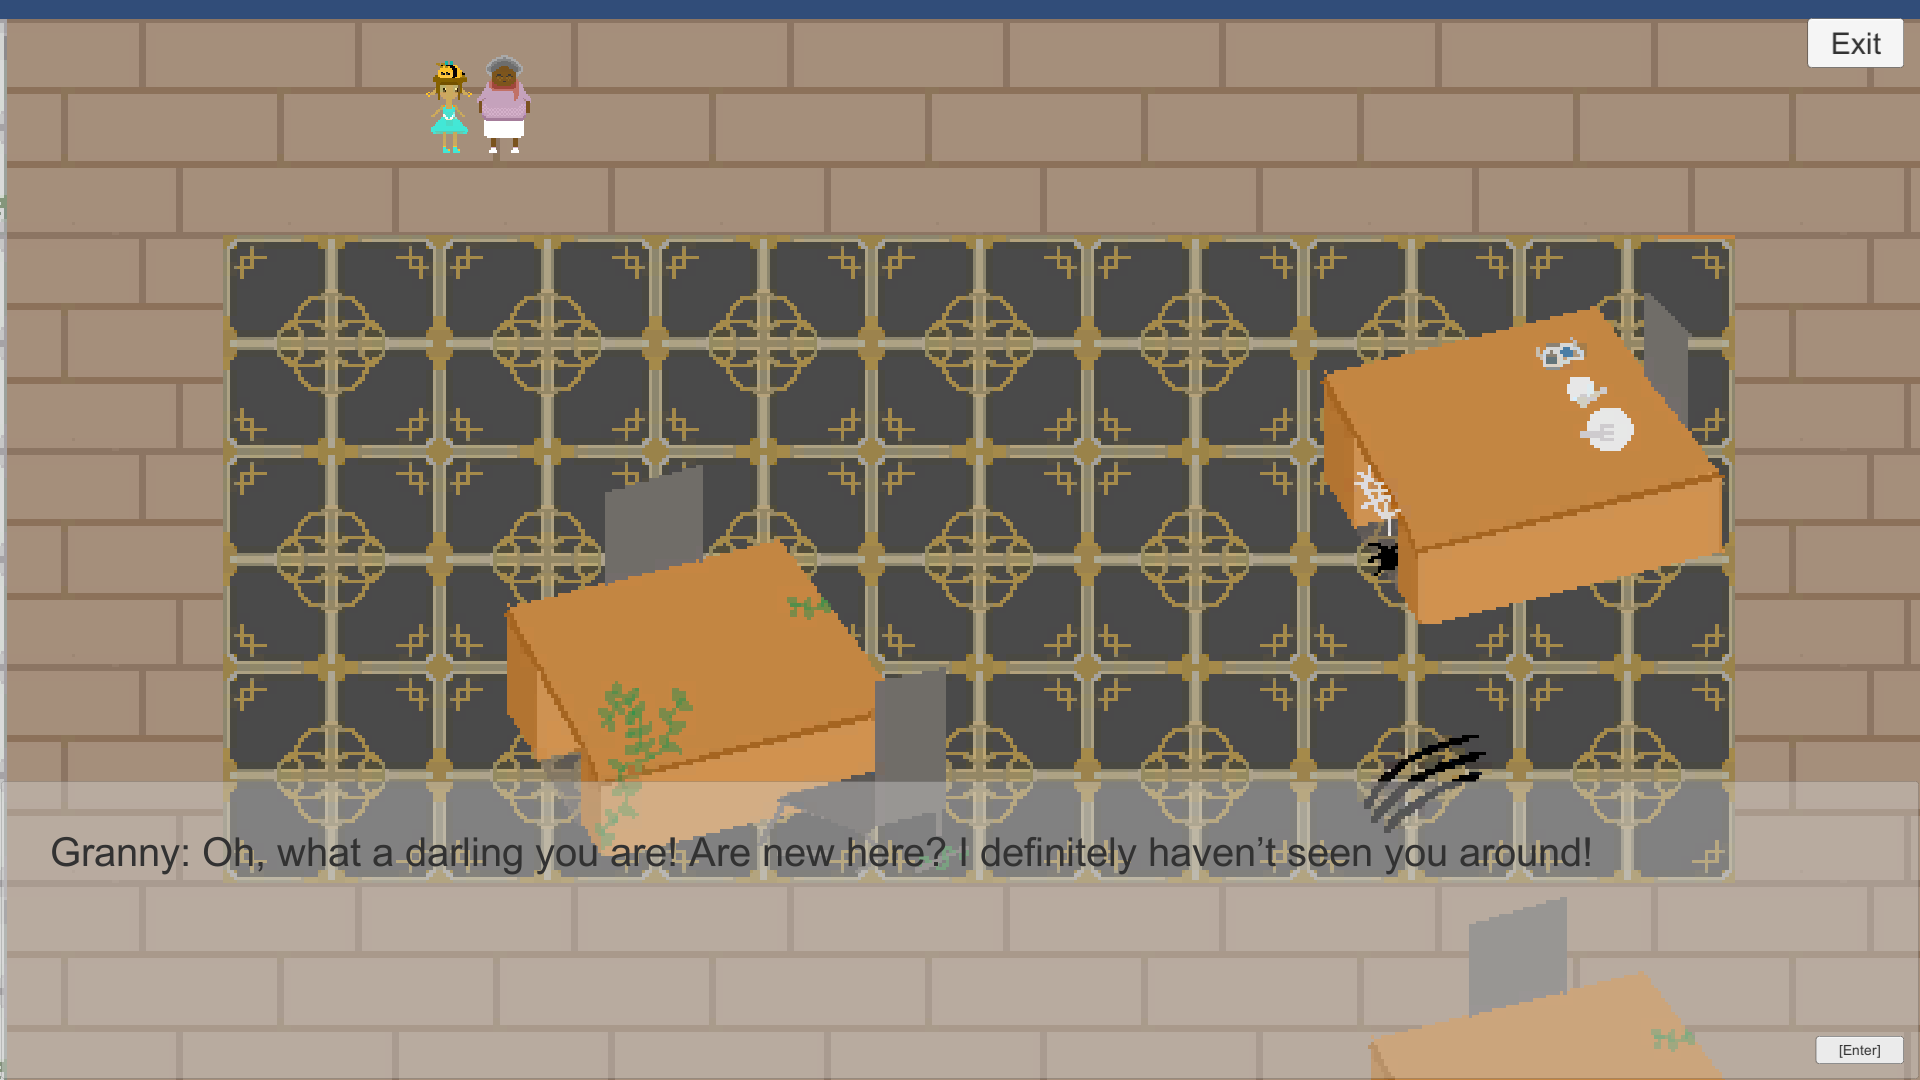 Exit
Granny: Oh, what a darling you are! Are new here? I definitely haven’t seen you around!
[Enter]